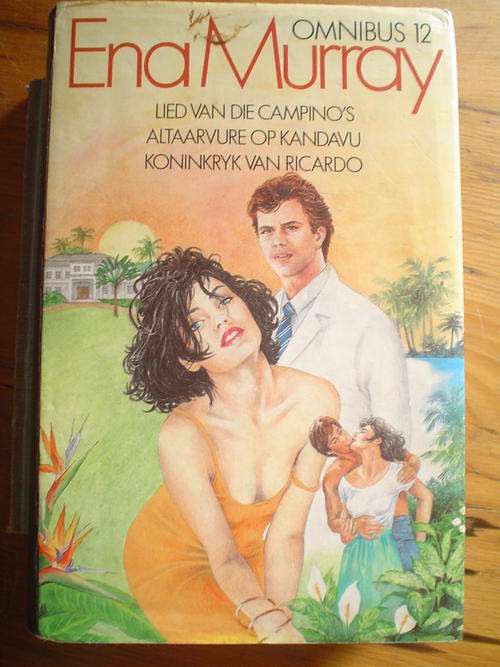 OMNIBUS 12
Ena Murray
LIED VAN DIE CAMPINO'S
ALTAARVURE OP KANDAVU
KONINKRYK VAN RICARDO